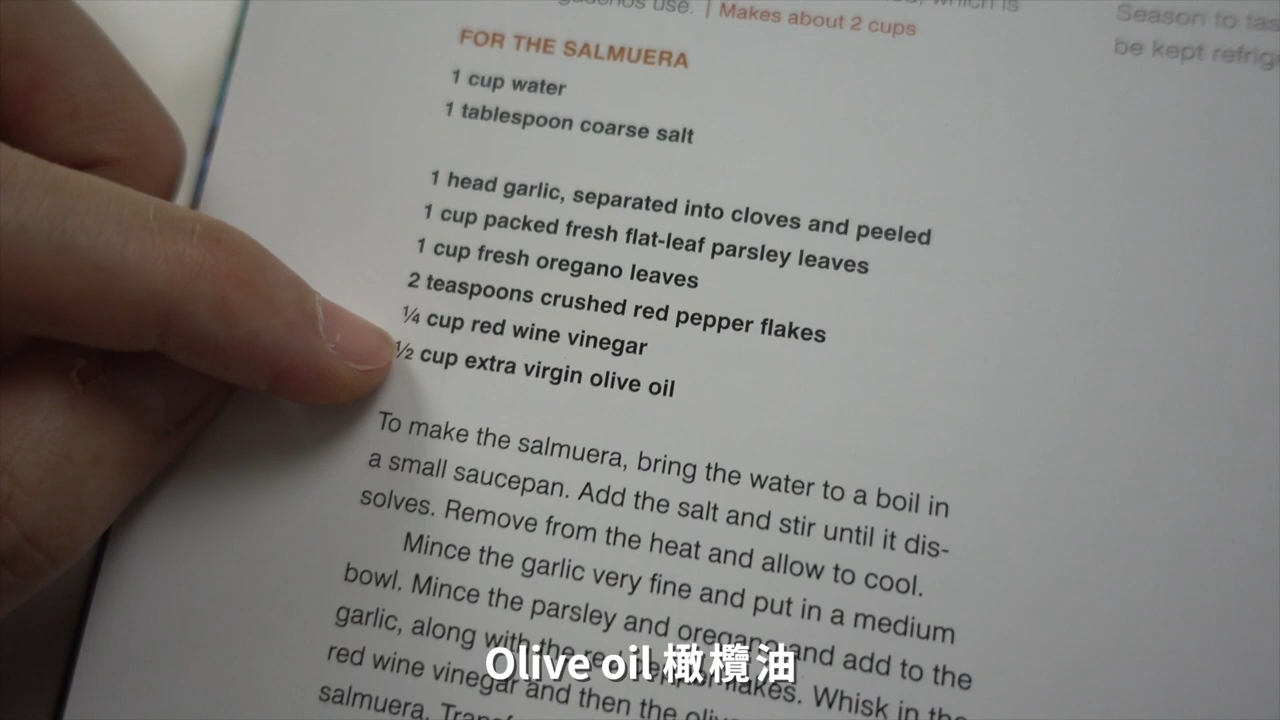 use. | Makes about 2 cups
which is
Season to
be kept
FOR THE SALMUERA
1 cup water
1 tablespoon coarse salt
1 head garlic, separated into cloves and peeled
1 cup packed fresh flat-leaf parsley leaves
1 cup fresh oregano leaves
2 teaspoons crushed red pepper flakes
¼ cup red wine vinegar
½ cup extra virgin olive oil
To make the salmuera, bring the water to a boil in
a small saucepan. Add the salt and stir until it dis-
solves. Remove from the heat and allow to cool.
Mince the garlic very fine and put in a medium
bowl. Mince the parsley and oregano and add to the
garlic, along with the red pepper flakes. Whisk in the
red wine vinegar and then the
salmuera.
Olive oil 橄欖油